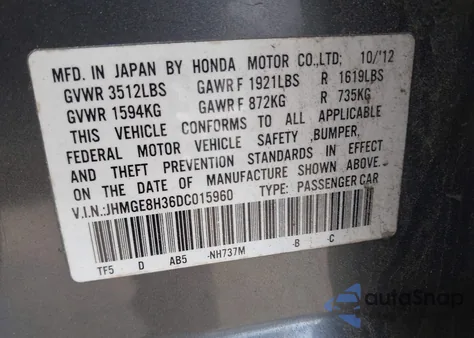 MFD. IN JAPAN BY HONDA MOTOR CO.,LTD; 10/'12
GVWR 3512LBS GAWR F 1921LBS R 1619LBS
GVWR 1594KG GAWR F 872KG R 735KG
THIS VEHICLE CONFORMS TO ALL APPLICABLE
FEDERAL MOTOR VEHICLE SAFETY ,BUMPER,
AND THEFT PREVENTION STANDARDS IN EFFECT
ON THE DATE OF MANUFACTURE SHOWN ABOVE.
V.I.N.:JHMGE8H36DC015960 TYPE: PASSENGER CAR
TF5 D AB5 -NH737M -B -C
autoSnap